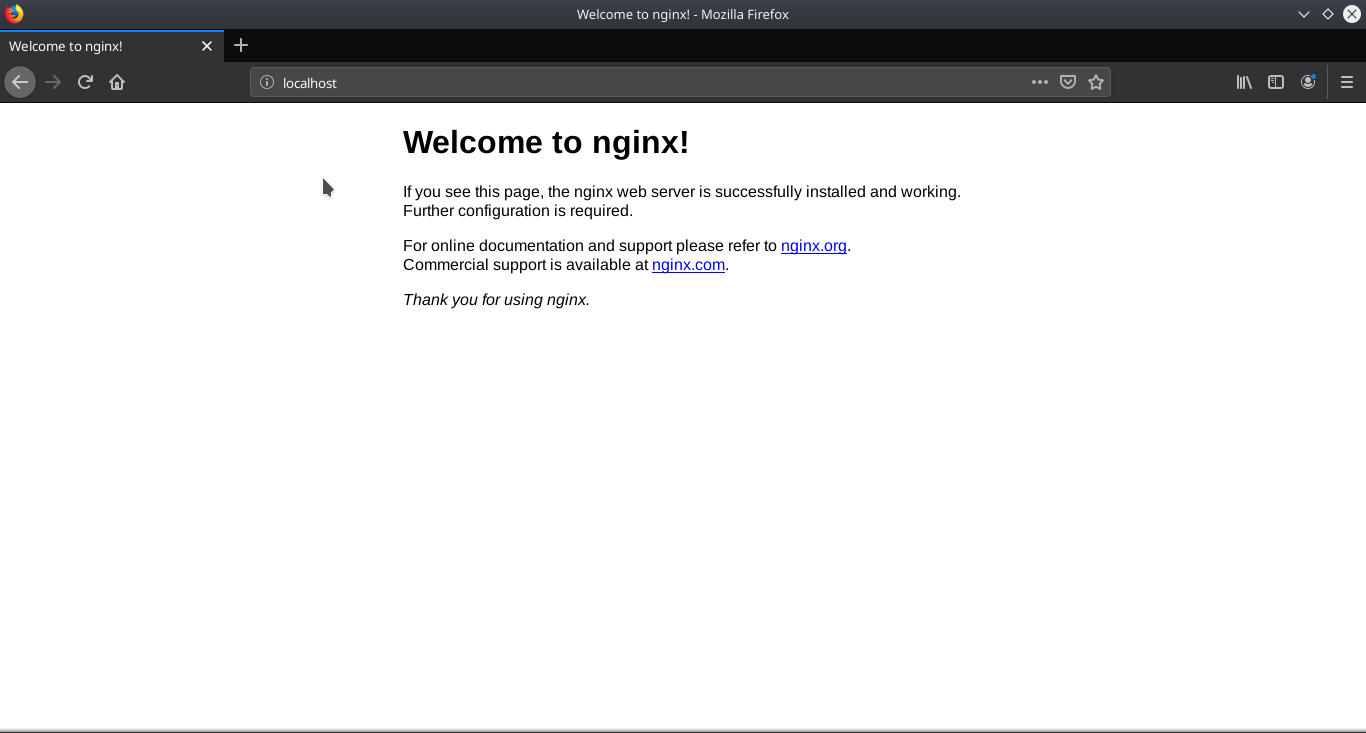 Welcome to nginx! - Mozilla Firefox
Welcome to nginx!
localhost
Welcome to nginx!
If you see this page, the nginx web server is successfully installed and working.
Further configuration is required.
For online documentation and support please refer to nginx.org.
Commercial support is available at nginx.com.
Thank you for using nginx.